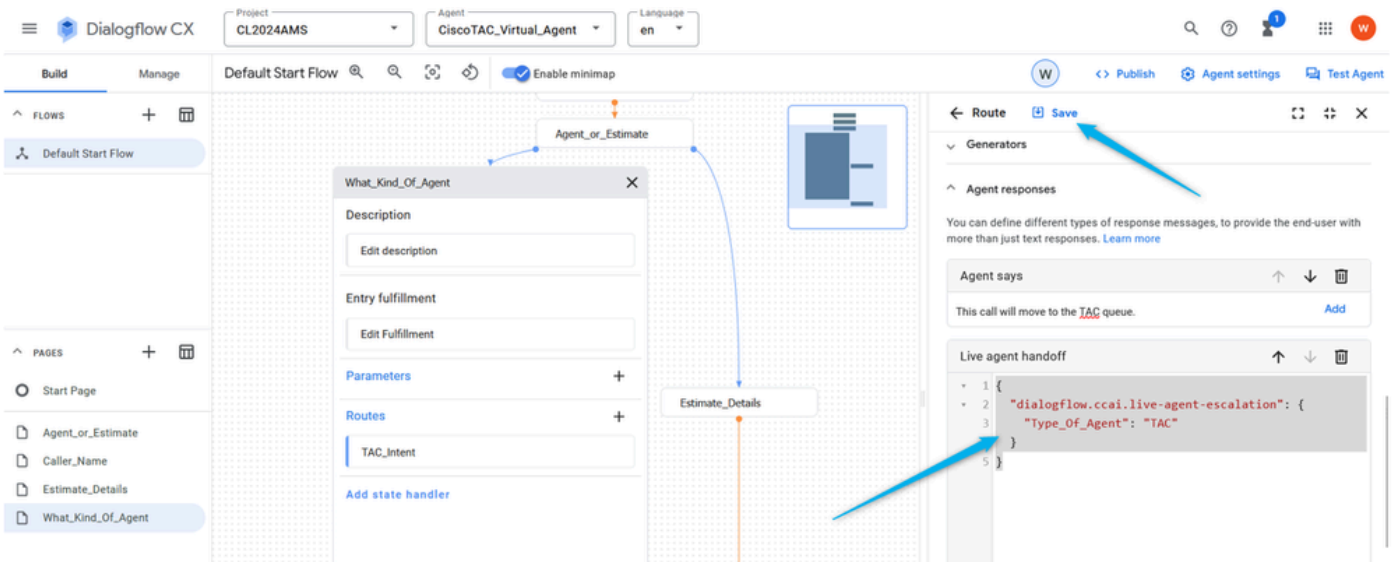 Dialogflow CX
Project
CL2024AMS
Agent
CiscoTAC_Virtual_Agent
Language
en
1
W
Build
Manage
Default Start Flow
Enable minimap
W
<> Publish
Agent settings
Test Agent
FLOWS
Default Start Flow
PAGES
Start Page
Agent_or_Estimate
Caller_Name
Estimate_Details
What_Kind_Of_Agent
Agent_or_Estimate
What_Kind_Of_Agent
Description
Edit description
Entry fulfillment
Edit Fulfillment
Parameters
Routes
TAC_Intent
Add state handler
Estimate_Details
Route
Save
Generators
Agent responses
You can define different types of response messages, to provide the end-user with
more than just text responses. Learn more
Agent says
This call will move to the TAC queue.
Add
Live agent handoff
1 {
2 "dialogflow.ccai.live-agent-escalation": {
3 "Type_Of_Agent": "TAC"
}
5 }